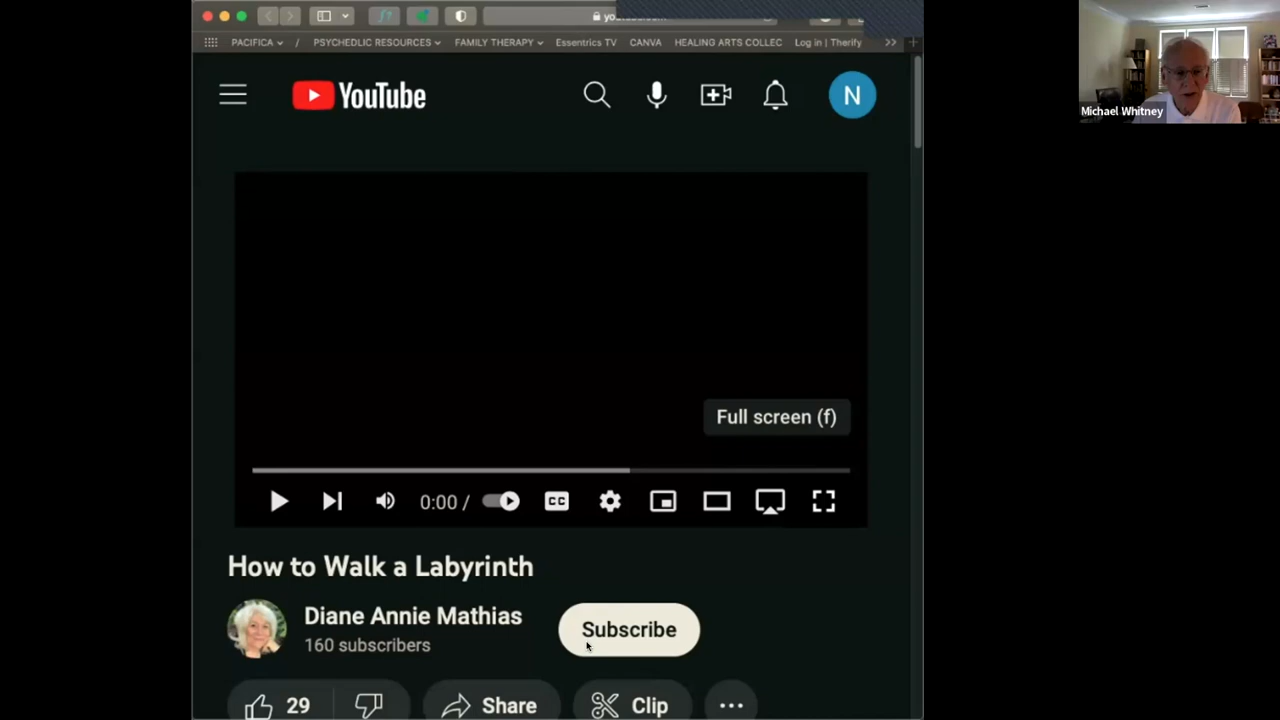 PACIFICA
/
PSYCHEDLIC RESOURCES
FAMILY THERAPY
Essentrics TV
CANVA
HEALING ARTS COLLEC
Log in | Therify
>>
+
YouTube
N
Michael Whitney
Full screen (f)
0:00 /
CC
How to Walk a Labyrinth
Diane Annie Mathias
160 subscribers
Subscribe
29
Share
Clip